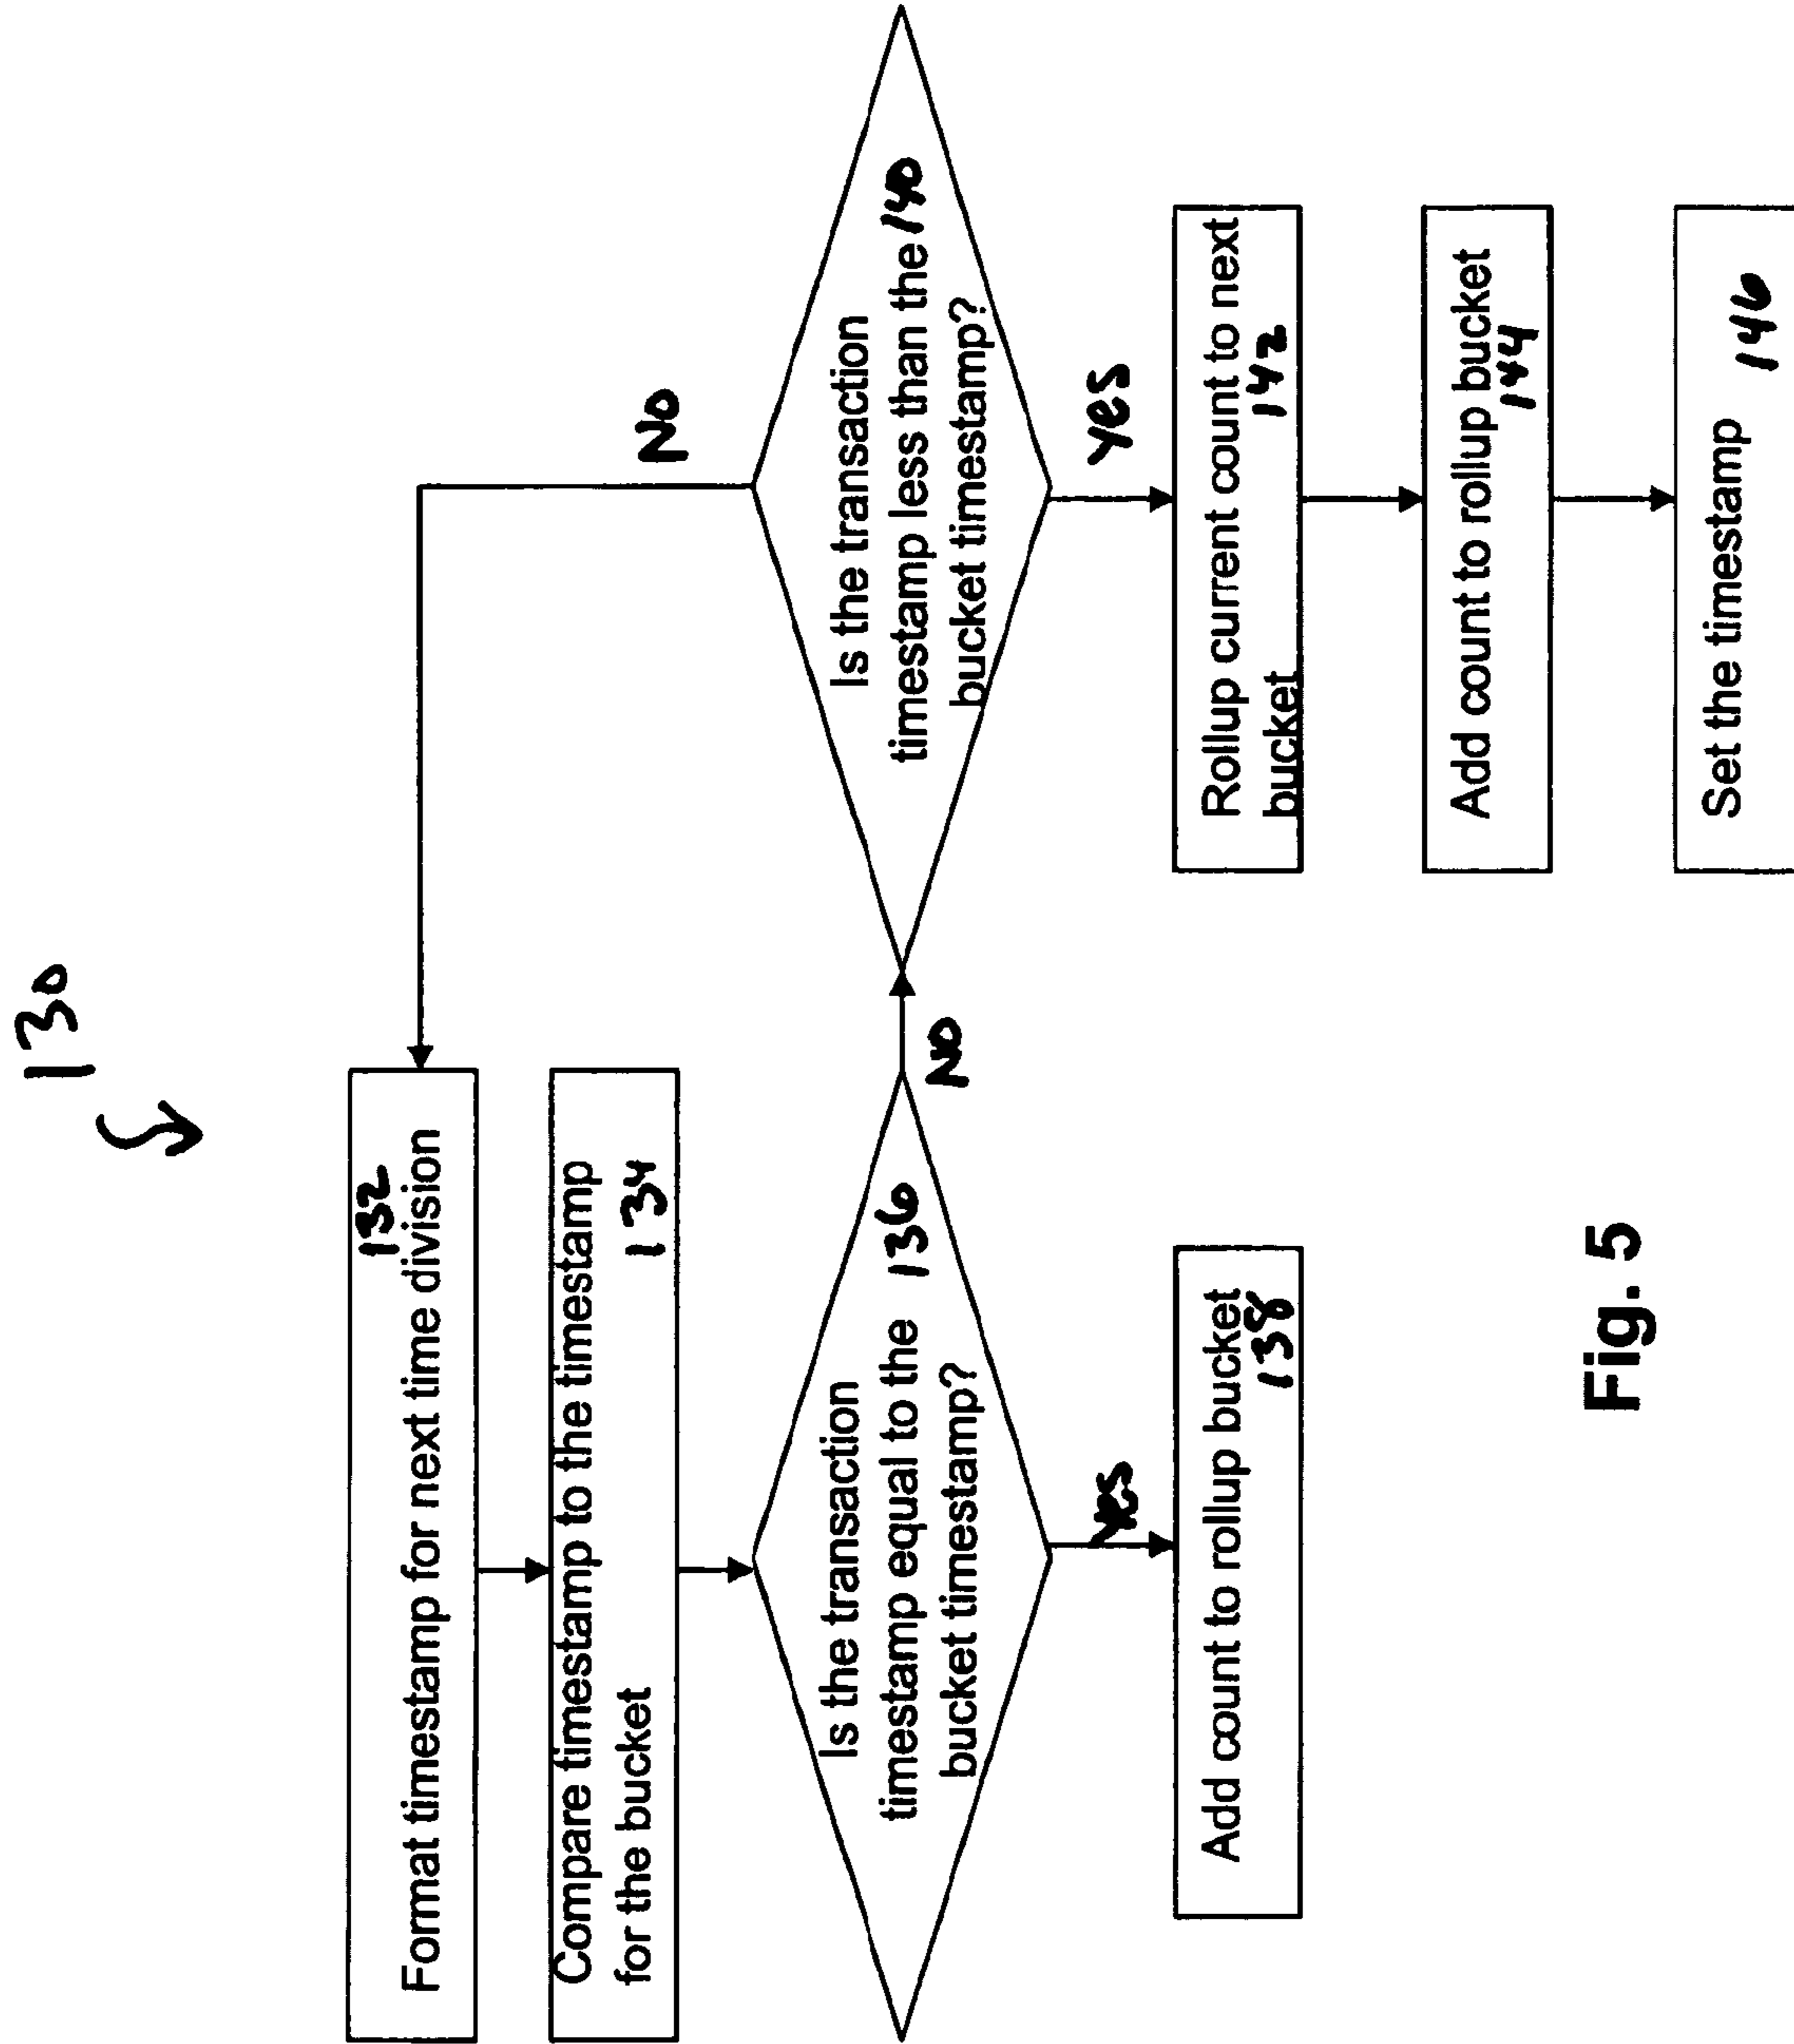 130
132
Format timestamp for next time division
Compare timestamp to the timestamp
for the bucket 134
Is the transaction
timestamp equal to the 136
bucket timestamp?
NO
yes
Add count to rollup bucket
138
Is the transaction
timestamp less than the 140
bucket timestamp?
NO
yes
Rollup current count to next
bucket 142
Add count to rollup bucket
144
Set the timestamp 146
Fig. 5